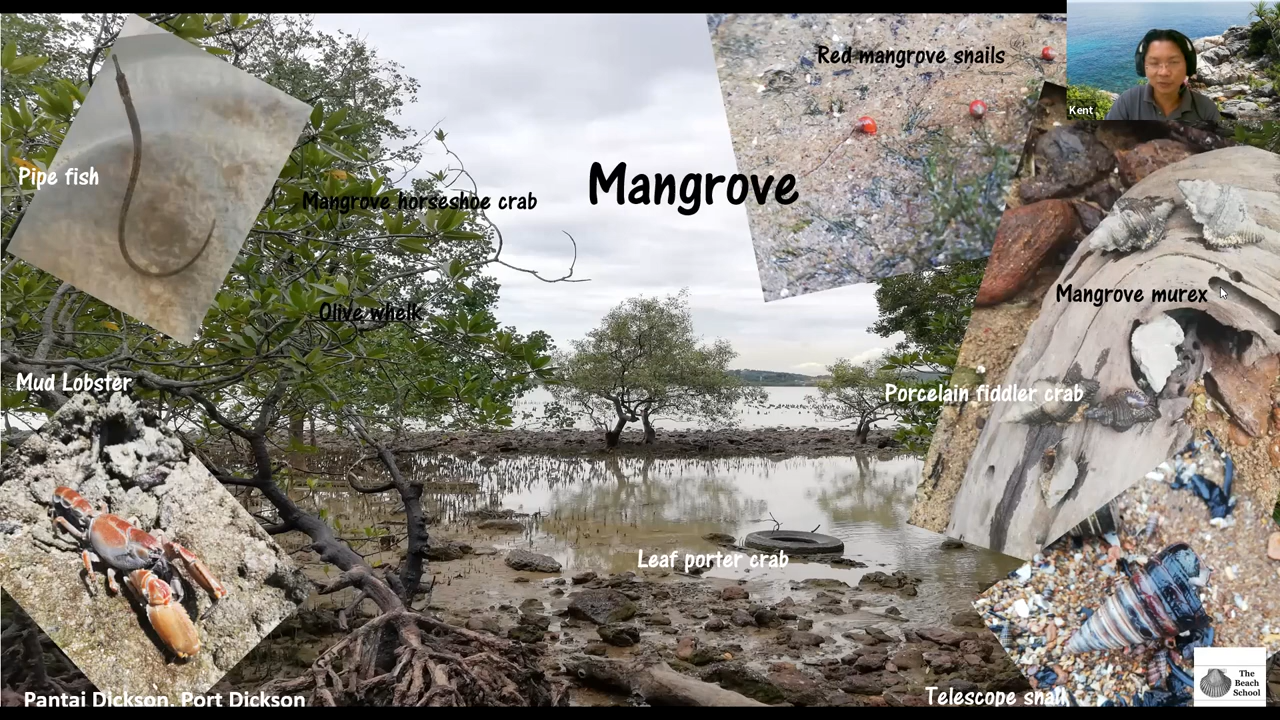 Red mangrove snails
Kent
Pipe fish
Mangrove horseshoe crab
Mangrove
Olive whelk
Mangrove murex
Mud Lobster
Porcelain fiddler crab
Leaf porter crab
Pantai Dickson, Port Dickson
Telescope snail
The
Beach
School